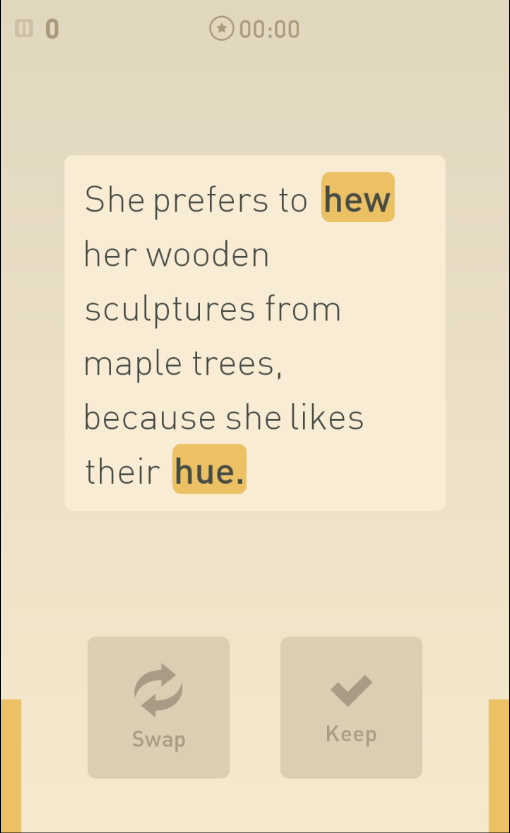 0 00:00
She prefers to hew
her wooden
sculptures from
maple trees,
because she likes
their hue.
Swap Keep